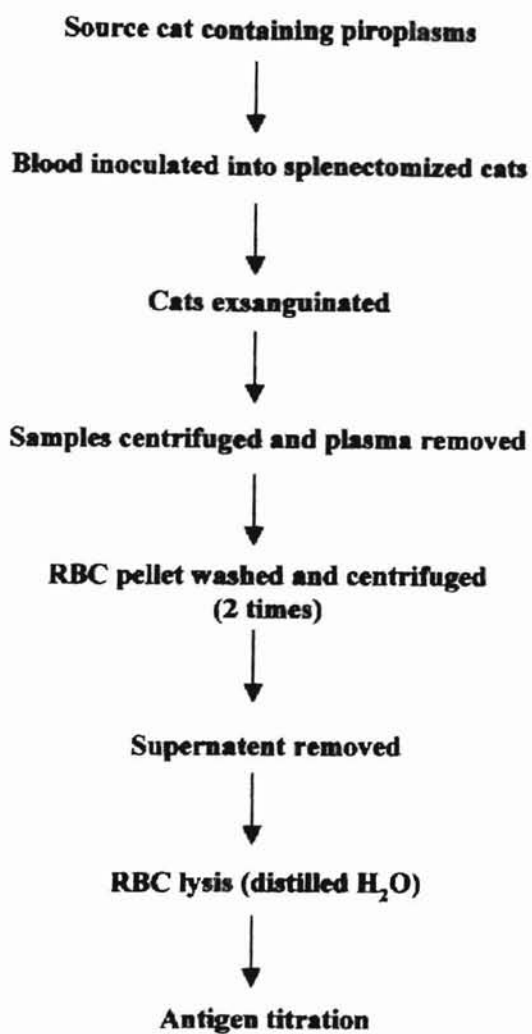 Source cat containing piroplasms
Blood inoculated into splenectomized cats
Cats exsanguinated
Samples centrifuged and plasma removed
RBC pellet washed and centrifuged
(2 times)
Supernatent removed
RBC lysis (distilled H₂O)
Antigen titration